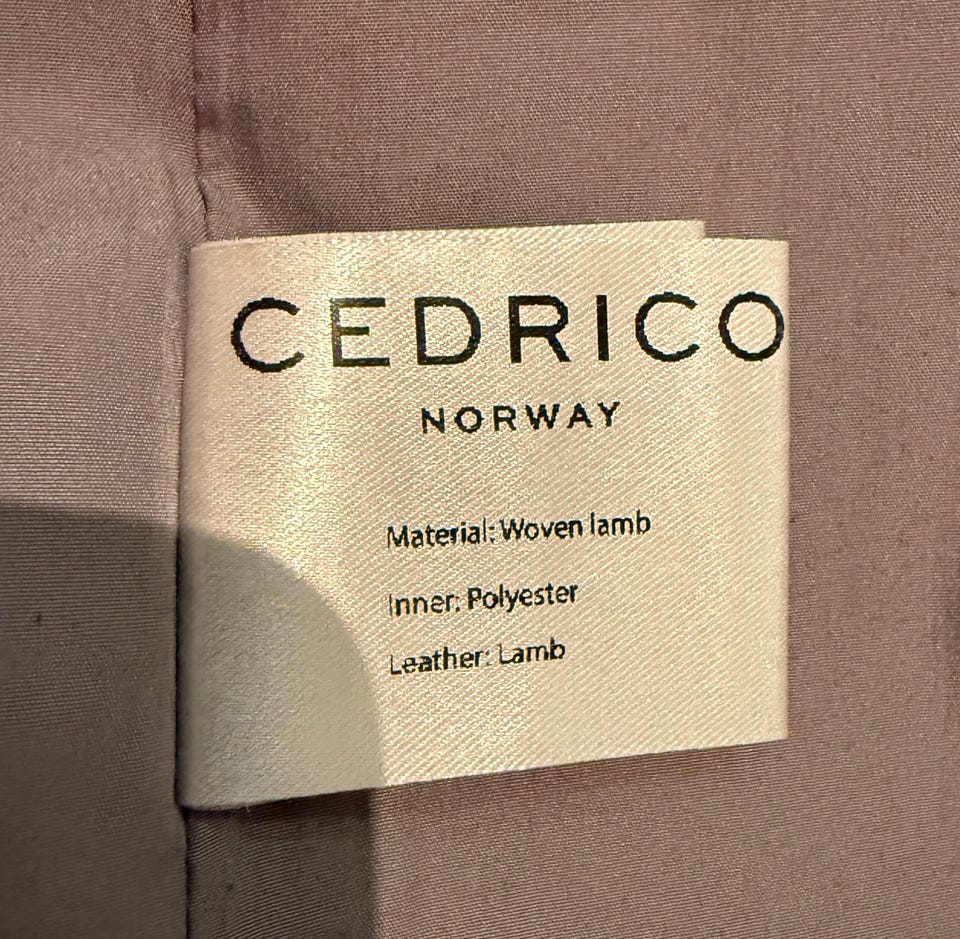 CEDRICO
NORWAY
Material: Woven lamb
Inner: Polyester
Leather: Lamb